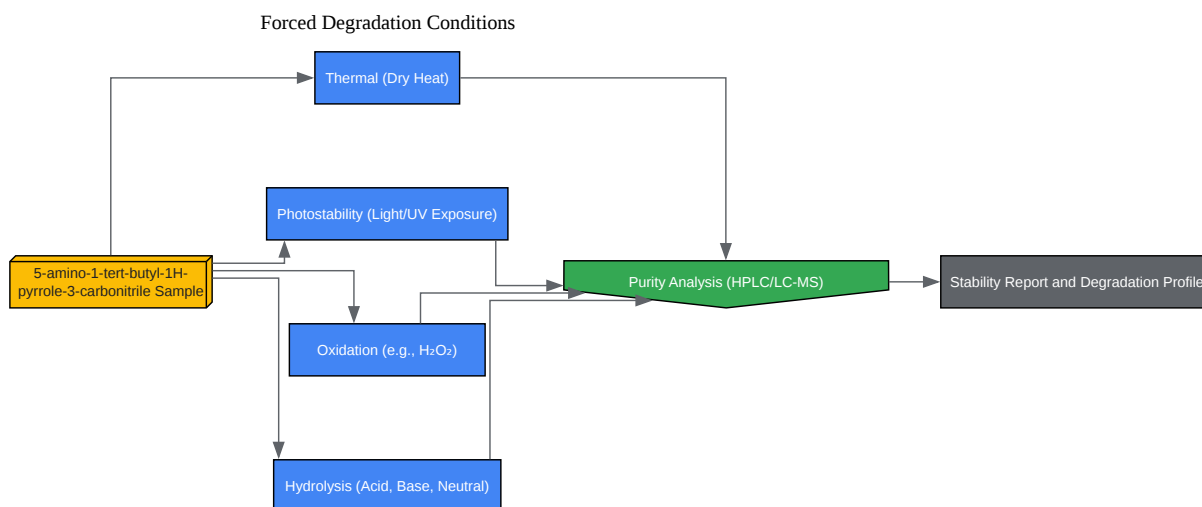 Forced Degradation Conditions
Thermal (Dry Heat)
Photostability (Light/UV Exposure)
5-amino-1-tert-butyl-1H-
pyrrole-3-carbonitrile Sample
Purity Analysis (HPLC/LC-MS)
Stability Report and Degradation Profile
Oxidation (e.g., H₂O₂)
Hydrolysis (Acid, Base, Neutral)